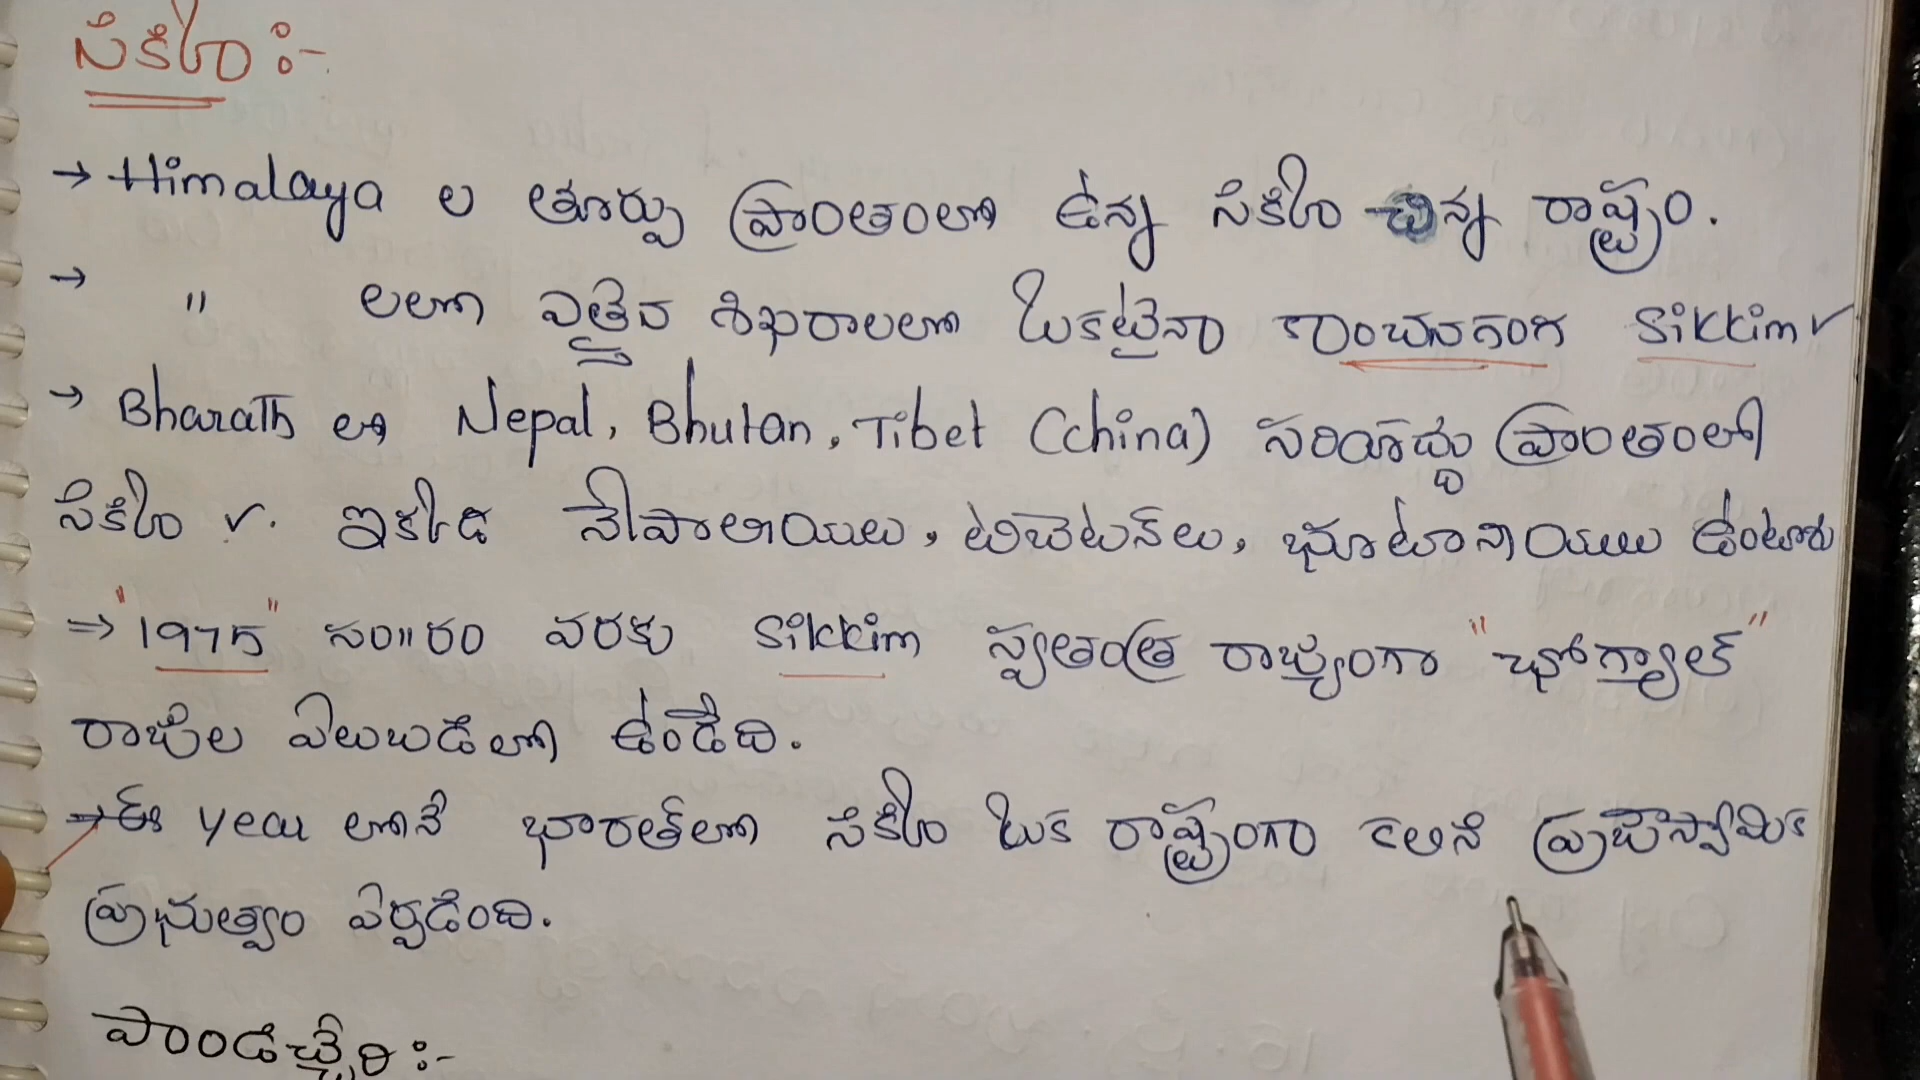 సిక్కిం :-
→ Himalaya ల తూర్పు ప్రాంతంలో ఉన్న సిక్కిం చిన్న రాష్ట్రం.
→ " లలో ఎత్తైన శిఖరాలలో ఒకటైనా కాంచనగంగ Sikkim ✓
→ Bharath లో Nepal, Bhutan, Tibet (china) సరియాద్దు ప్రాంతంలో
సిక్కిం ✓. ఇక్కడ నేపాలీయులు, టిబెటన్‌లు, భూటానీయులు ఉంటారు
⇒ "1975" సం॥రం వరకు Sikkim స్వతంత్ర రాజ్యంగా "ఛోగ్యాల్"
రాజుల ఏలుబడిలో ఉండేది.
→ ఈ year లోనే భారత్‌లో సిక్కిం ఒక రాష్ట్రంగా కలిసి ప్రజాస్వామిక
ప్రభుత్వం ఏర్పడింది.
పాండిచ్చేరి :-